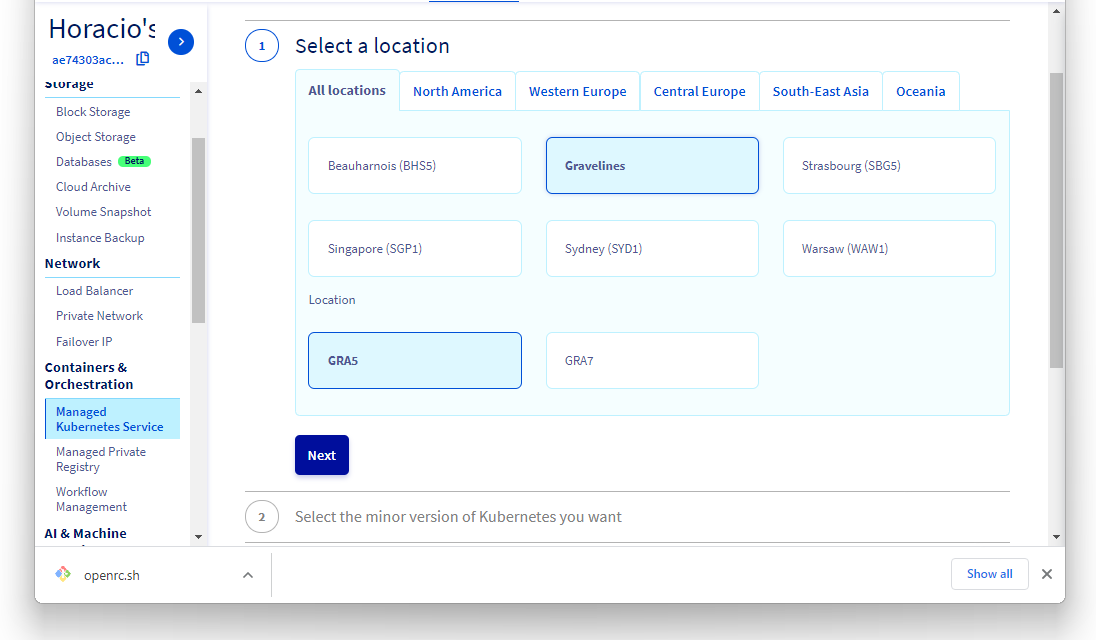 Horacio's
ae74303ac...
Storage
Block Storage
Object Storage
Databases Beta
Cloud Archive
Volume Snapshot
Instance Backup
Network
Load Balancer
Private Network
Failover IP
Containers &
Orchestration
Managed
Kubernetes Service
Managed Private
Registry
Workflow
Management
AI & Machine
1 Select a location
All locations North America Western Europe Central Europe South-East Asia Oceania
Beauharnois (BHS5) Gravelines Strasbourg (SBG5)
Singapore (SGP1) Sydney (SYD1) Warsaw (WAW1)
Location
GRA5 GRA7
Next
2 Select the minor version of Kubernetes you want
openrc.sh Show all